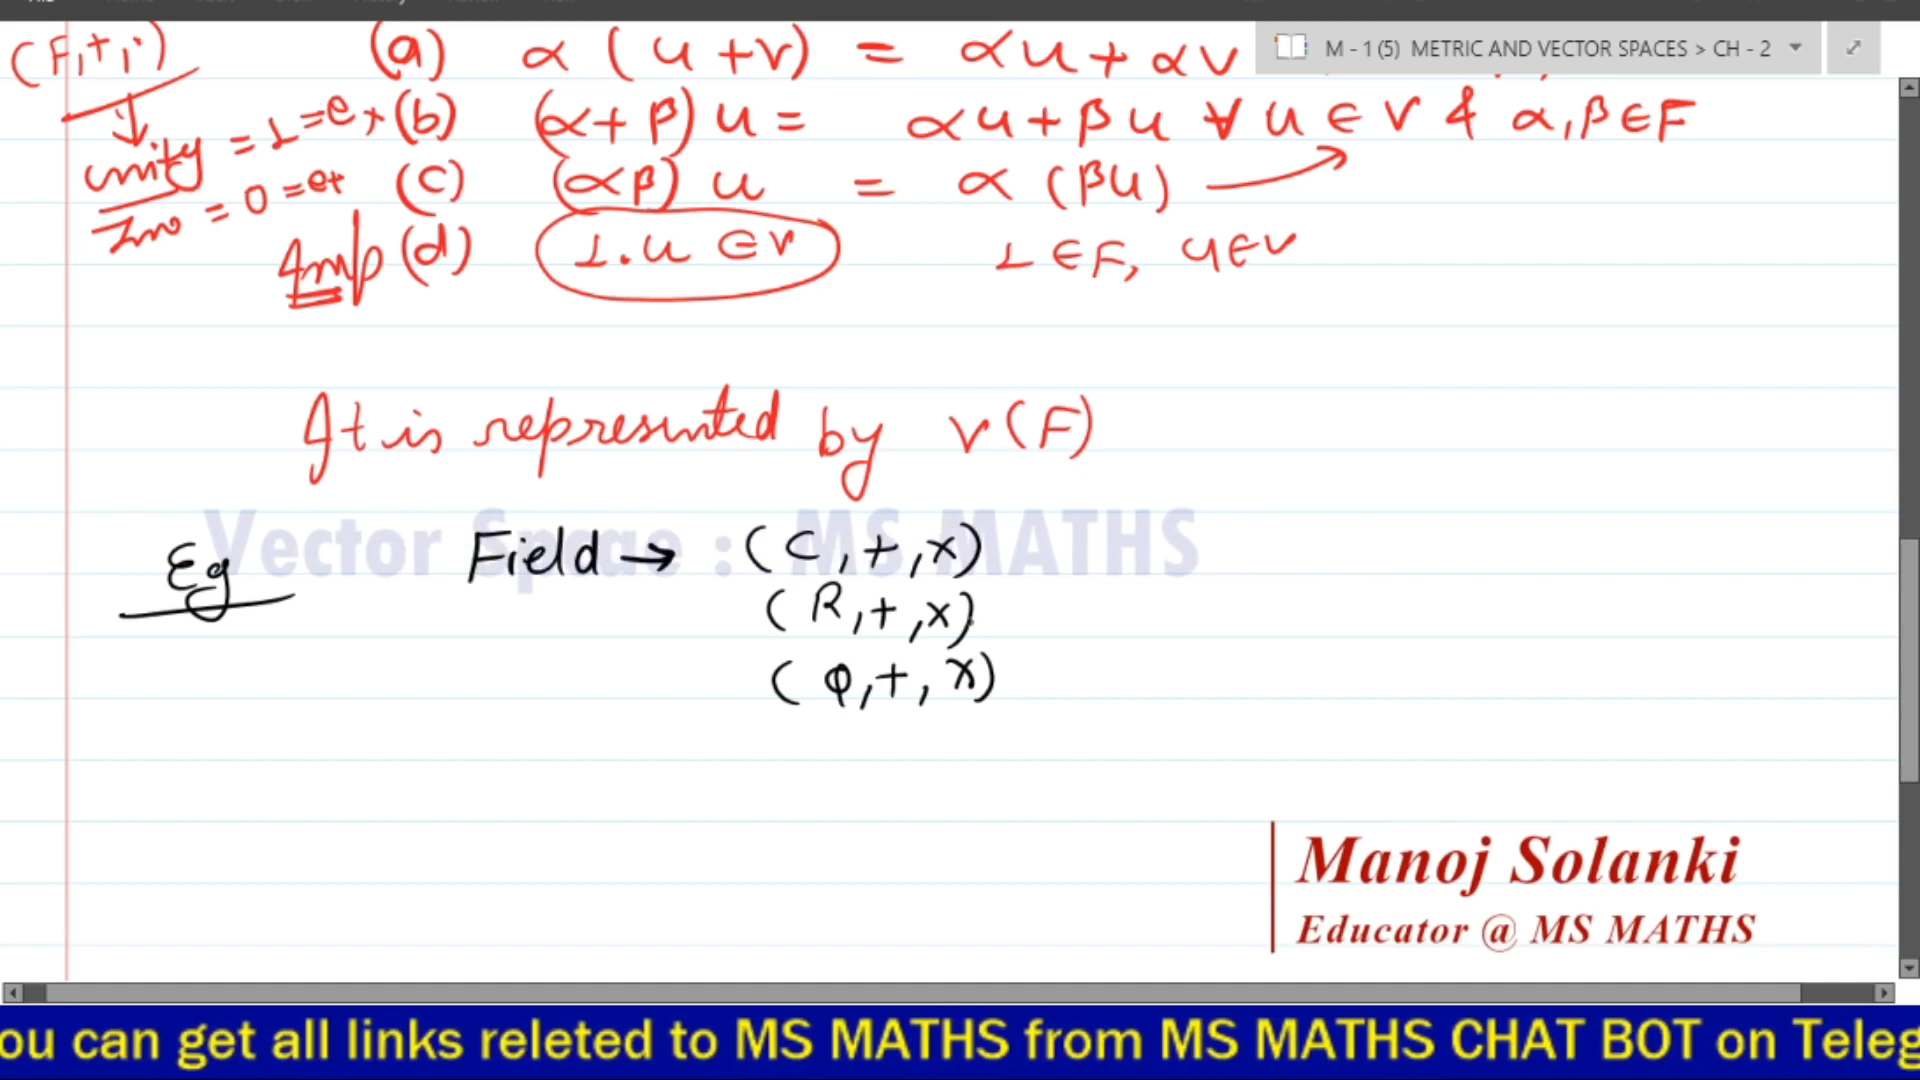 M - 1 (5) METRIC AND VECTOR SPACES > CH - 2
(F,+,·) (a) α (u+v) = αu + αv
(b) (α+β) u = αu+βu ∀ u ∈ V & α,β∈F
unity = 1 = e×
(c) (αβ) u = α (βu)
Zero = 0 = e+
Imp (d) 1.u ∈ V 1 ∈ F, u∈V
It is represented by V(F)
Vector Spae : MS MATHS
Eg Field → (C,+,×)
(R,+,×)
(Q,+,×)
Manoj Solanki
Educator @ MS MATHS
ou can get all links releted to MS MATHS from MS MATHS CHAT BOT on Teleg